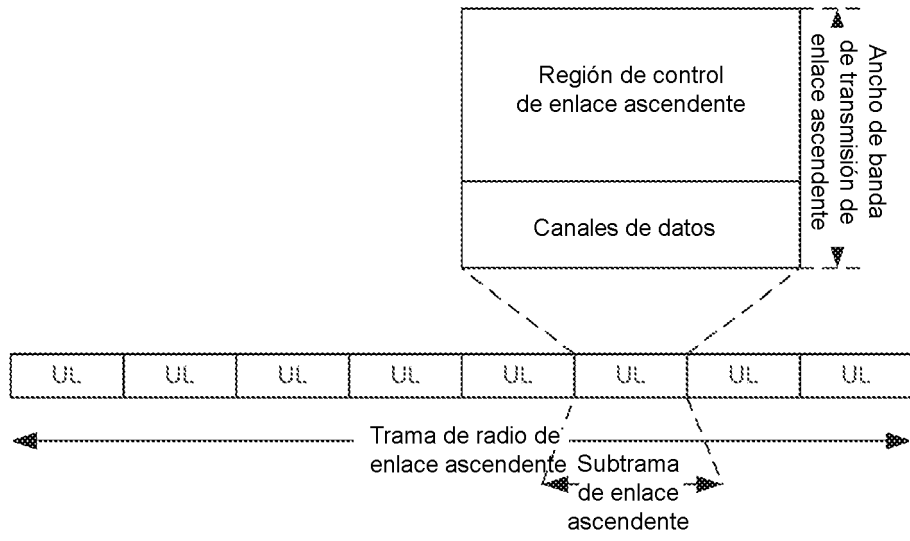 Región de control
de enlace ascendente
Canales de datos
Ancho de banda
de transmisión de
enlace ascendente
UL UL UL UL UL UL UL UL
Trama de radio de
enlace ascendente
Subtrama
de enlace
ascendente